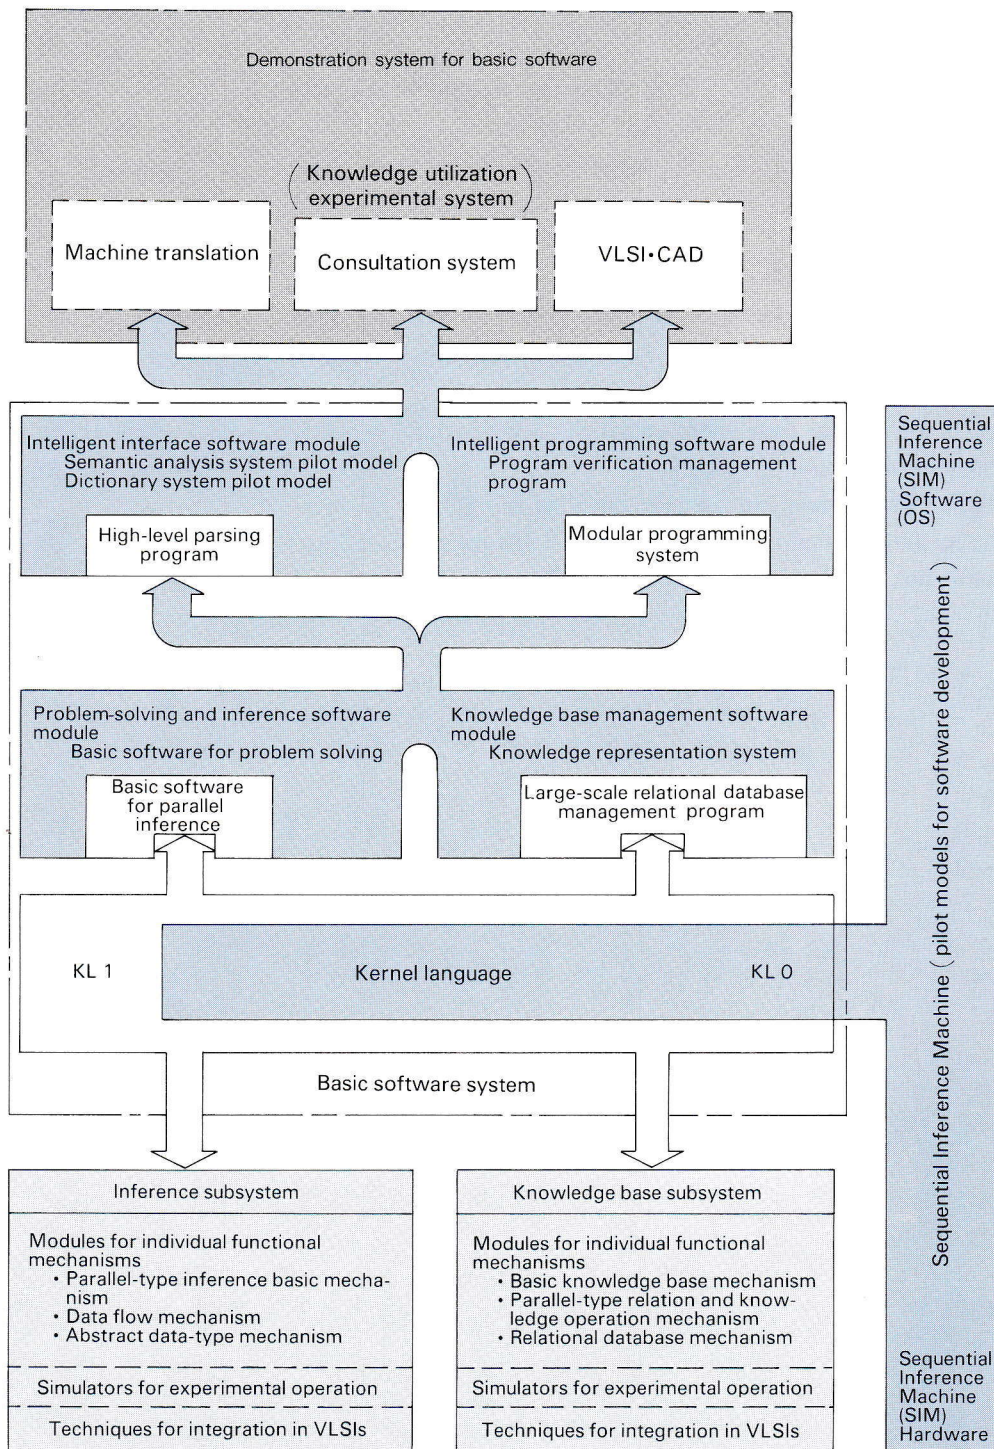 Demonstration system for basic software
(Knowledge utilization
experimental system)
Machine translation
Consultation system
VLSI•CAD
Intelligent interface software module
Semantic analysis system pilot model
Dictionary system pilot model
High-level parsing
program
Intelligent programming software module
Program verification management
program
Modular programming
system
Problem-solving and inference software
module
Basic software for problem solving
Basic software
for parallel
inference
Knowledge base management software
module
Knowledge representation system
Large-scale relational database
management program
KL 1
Kernel language
KL 0
Basic software system
Inference subsystem
Modules for individual functional
mechanisms
• Parallel-type inference basic mecha-
nism
• Data flow mechanism
• Abstract data-type mechanism
Simulators for experimental operation
Techniques for integration in VLSIs
Knowledge base subsystem
Modules for individual functional
mechanisms
• Basic knowledge base mechanism
• Parallel-type relation and know-
ledge operation mechanism
• Relational database mechanism
Simulators for experimental operation
Techniques for integration in VLSIs
Sequential
Inference
Machine
(SIM)
Software
(OS)
Sequential Inference Machine (pilot models for software development)
Sequential
Inference
Machine
(SIM)
Hardware